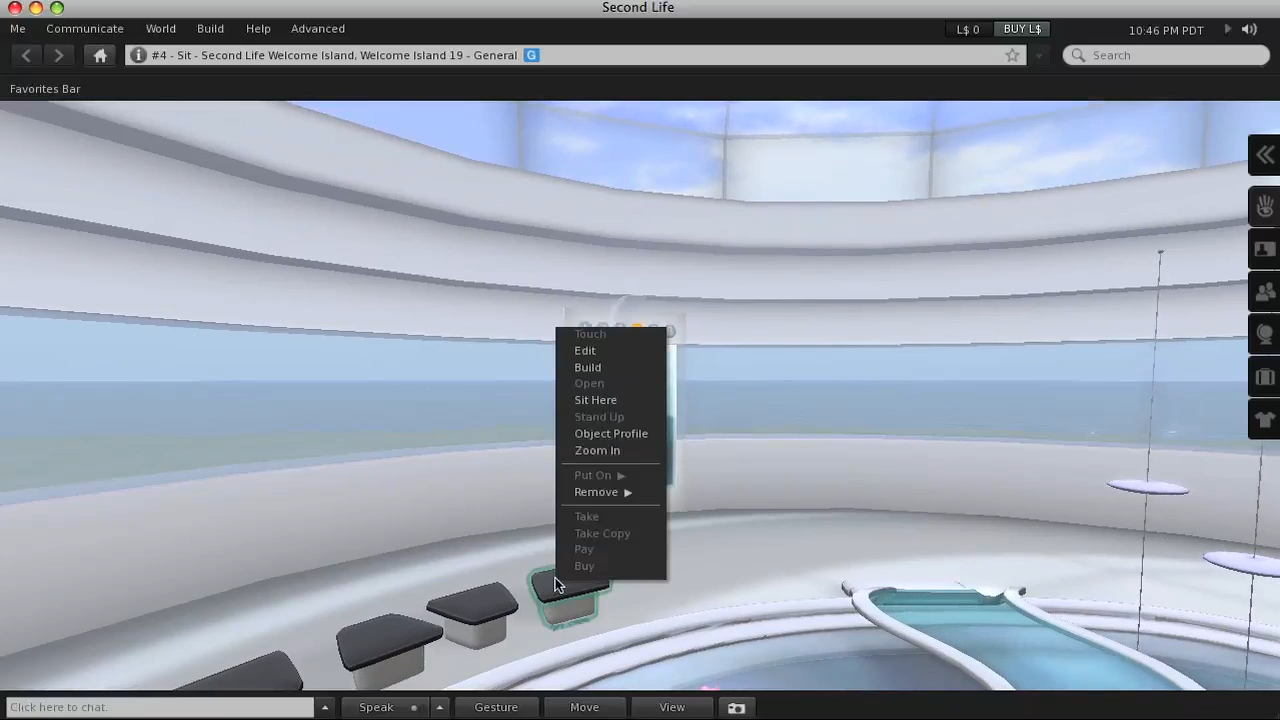 Second Life
Me Communicate World Build Help Advanced L$ 0 BUY L$ 10:46 PM PDT
#4 - Sit - Second Life Welcome Island, Welcome Island 19 - General G Search
Favorites Bar
Touch
Edit
Build
Open
Sit Here
Stand Up
Object Profile
Zoom In
Put On
Remove
Take
Take Copy
Pay
Buy
Click here to chat. Speak Gesture Move View